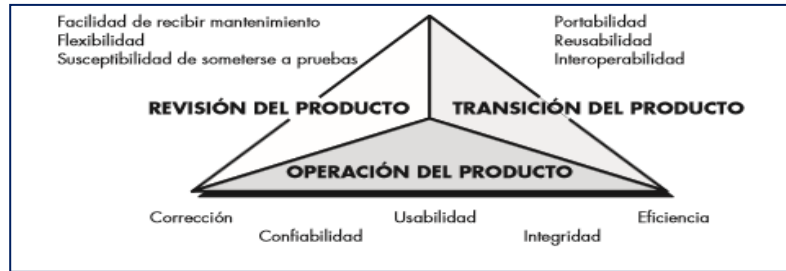 Facilidad de recibir mantenimiento
Flexibilidad
Susceptibilidad de someterse a pruebas
Portabilidad
Reusabilidad
Interoperabilidad
REVISIÓN DEL PRODUCTO
TRANSICIÓN DEL PRODUCTO
OPERACIÓN DEL PRODUCTO
Corrección
Confiabilidad
Usabilidad
Integridad
Eficiencia